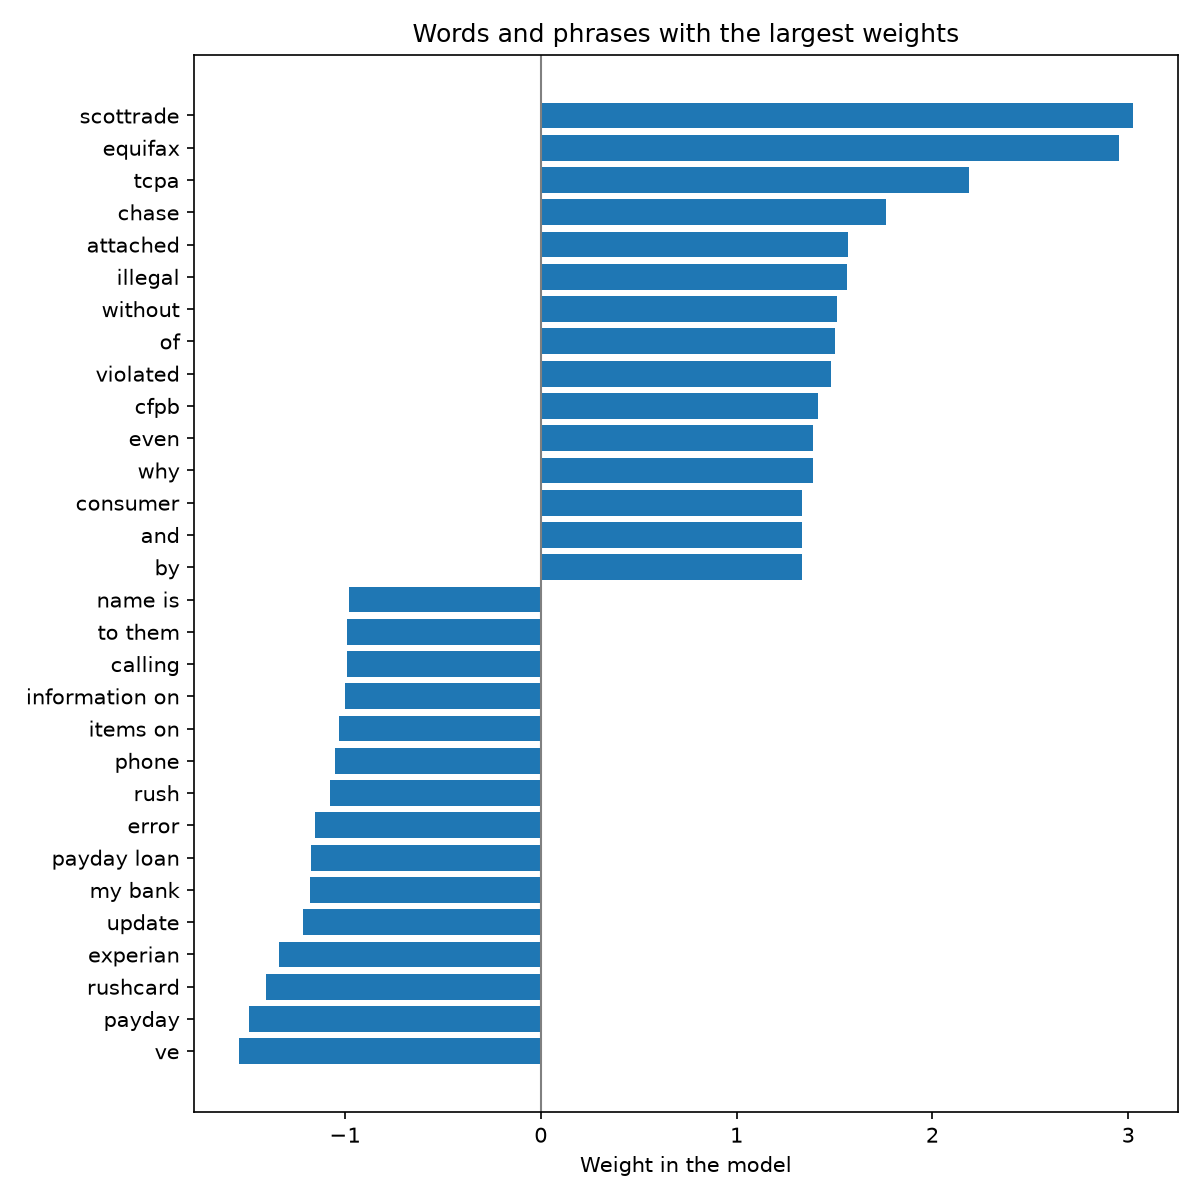 Words and phrases with the largest weights
scottrade
equifax
tcpa
chase
attached
illegal
without
of
violated
cfpb
even
why
consumer
and
by
name is
to them
calling
information on
items on
phone
rush
error
payday loan
my bank
update
experian
rushcard
payday
ve
−1 0 1 2 3
Weight in the model